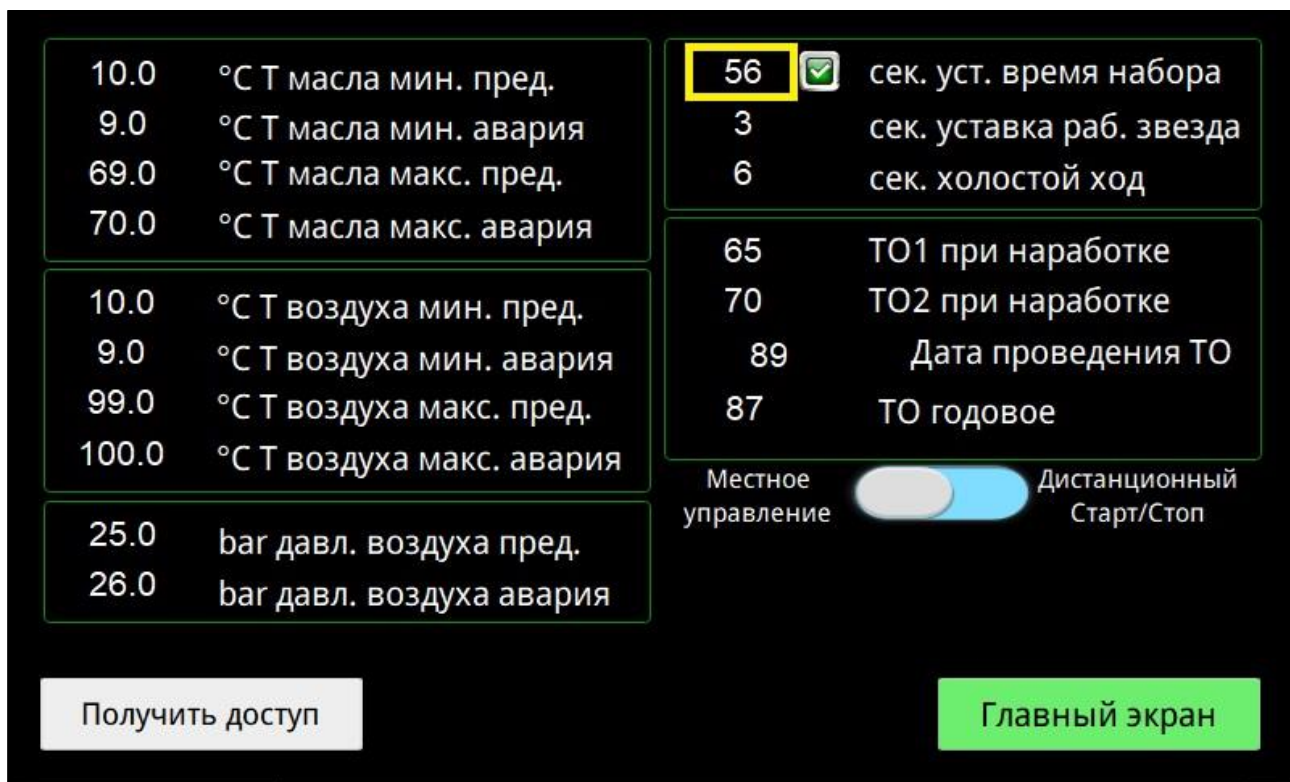 10.0 °C Т масла мин. пред.
9.0 °C Т масла мин. авария
69.0 °C Т масла макс. пред.
70.0 °C Т масла макс. авария
10.0 °C Т воздуха мин. пред.
9.0 °C Т воздуха мин. авария
99.0 °C Т воздуха макс. пред.
100.0 °C Т воздуха макс. авария
25.0 bar давл. воздуха пред.
26.0 bar давл. воздуха авария
56 сек. уст. время набора
3 сек. уставка раб. звезда
6 сек. холостой ход
65 ТО1 при наработке
70 ТО2 при наработке
89 Дата проведения ТО
87 ТО годовое
Местное
управление
Дистанционный
Старт/Стоп
Получить доступ
Главный экран